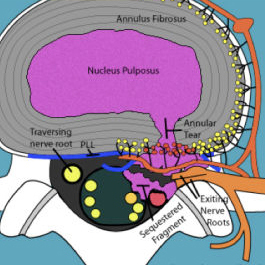 Annulus Fibrosus
Nucleus Pulposus
Annular
Tear
Traversing
nerve root
PLL
Exiting
Nerve
Roots
Sequestered
Fragment